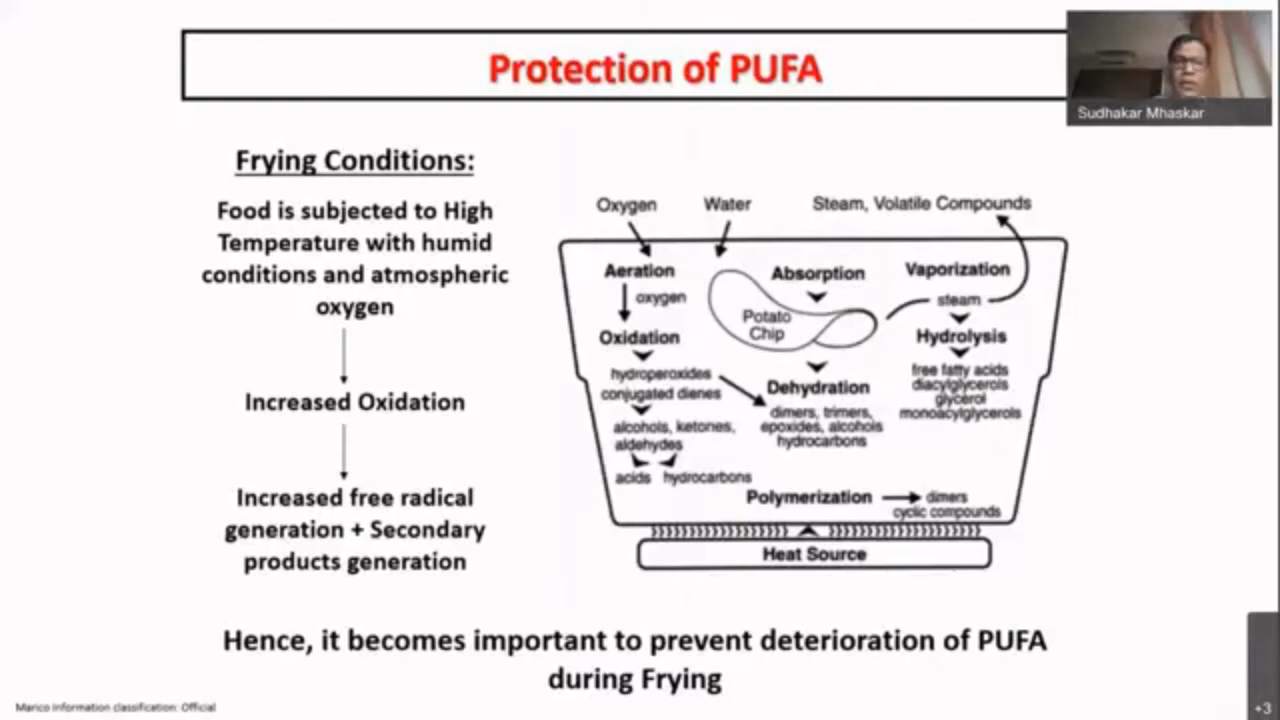 Protection of PUFA
Sudhakar Mhaskar
Frying Conditions:
Food is subjected to High
Temperature with humid
conditions and atmospheric
oxygen
Increased Oxidation
Increased free radical
generation + Secondary
products generation
Oxygen
Water
Steam, Volatile Compounds
Aeration
oxygen
Oxidation
hydroperoxides
conjugated dienes
alcohols, ketones,
aldehydes
acids hydrocarbons
Potato
Chip
Absorption
Dehydration
dimers, trimers,
epoxides, alcohols
hydrocarbons
Vaporization
steam
Hydrolysis
free fatty acids
diacylglycerols
glycerol
monoacylglycerols
Polymerization
dimers
cyclic compounds
Heat Source
Hence, it becomes important to prevent deterioration of PUFA
during Frying
Marico Information classification: Official
+3